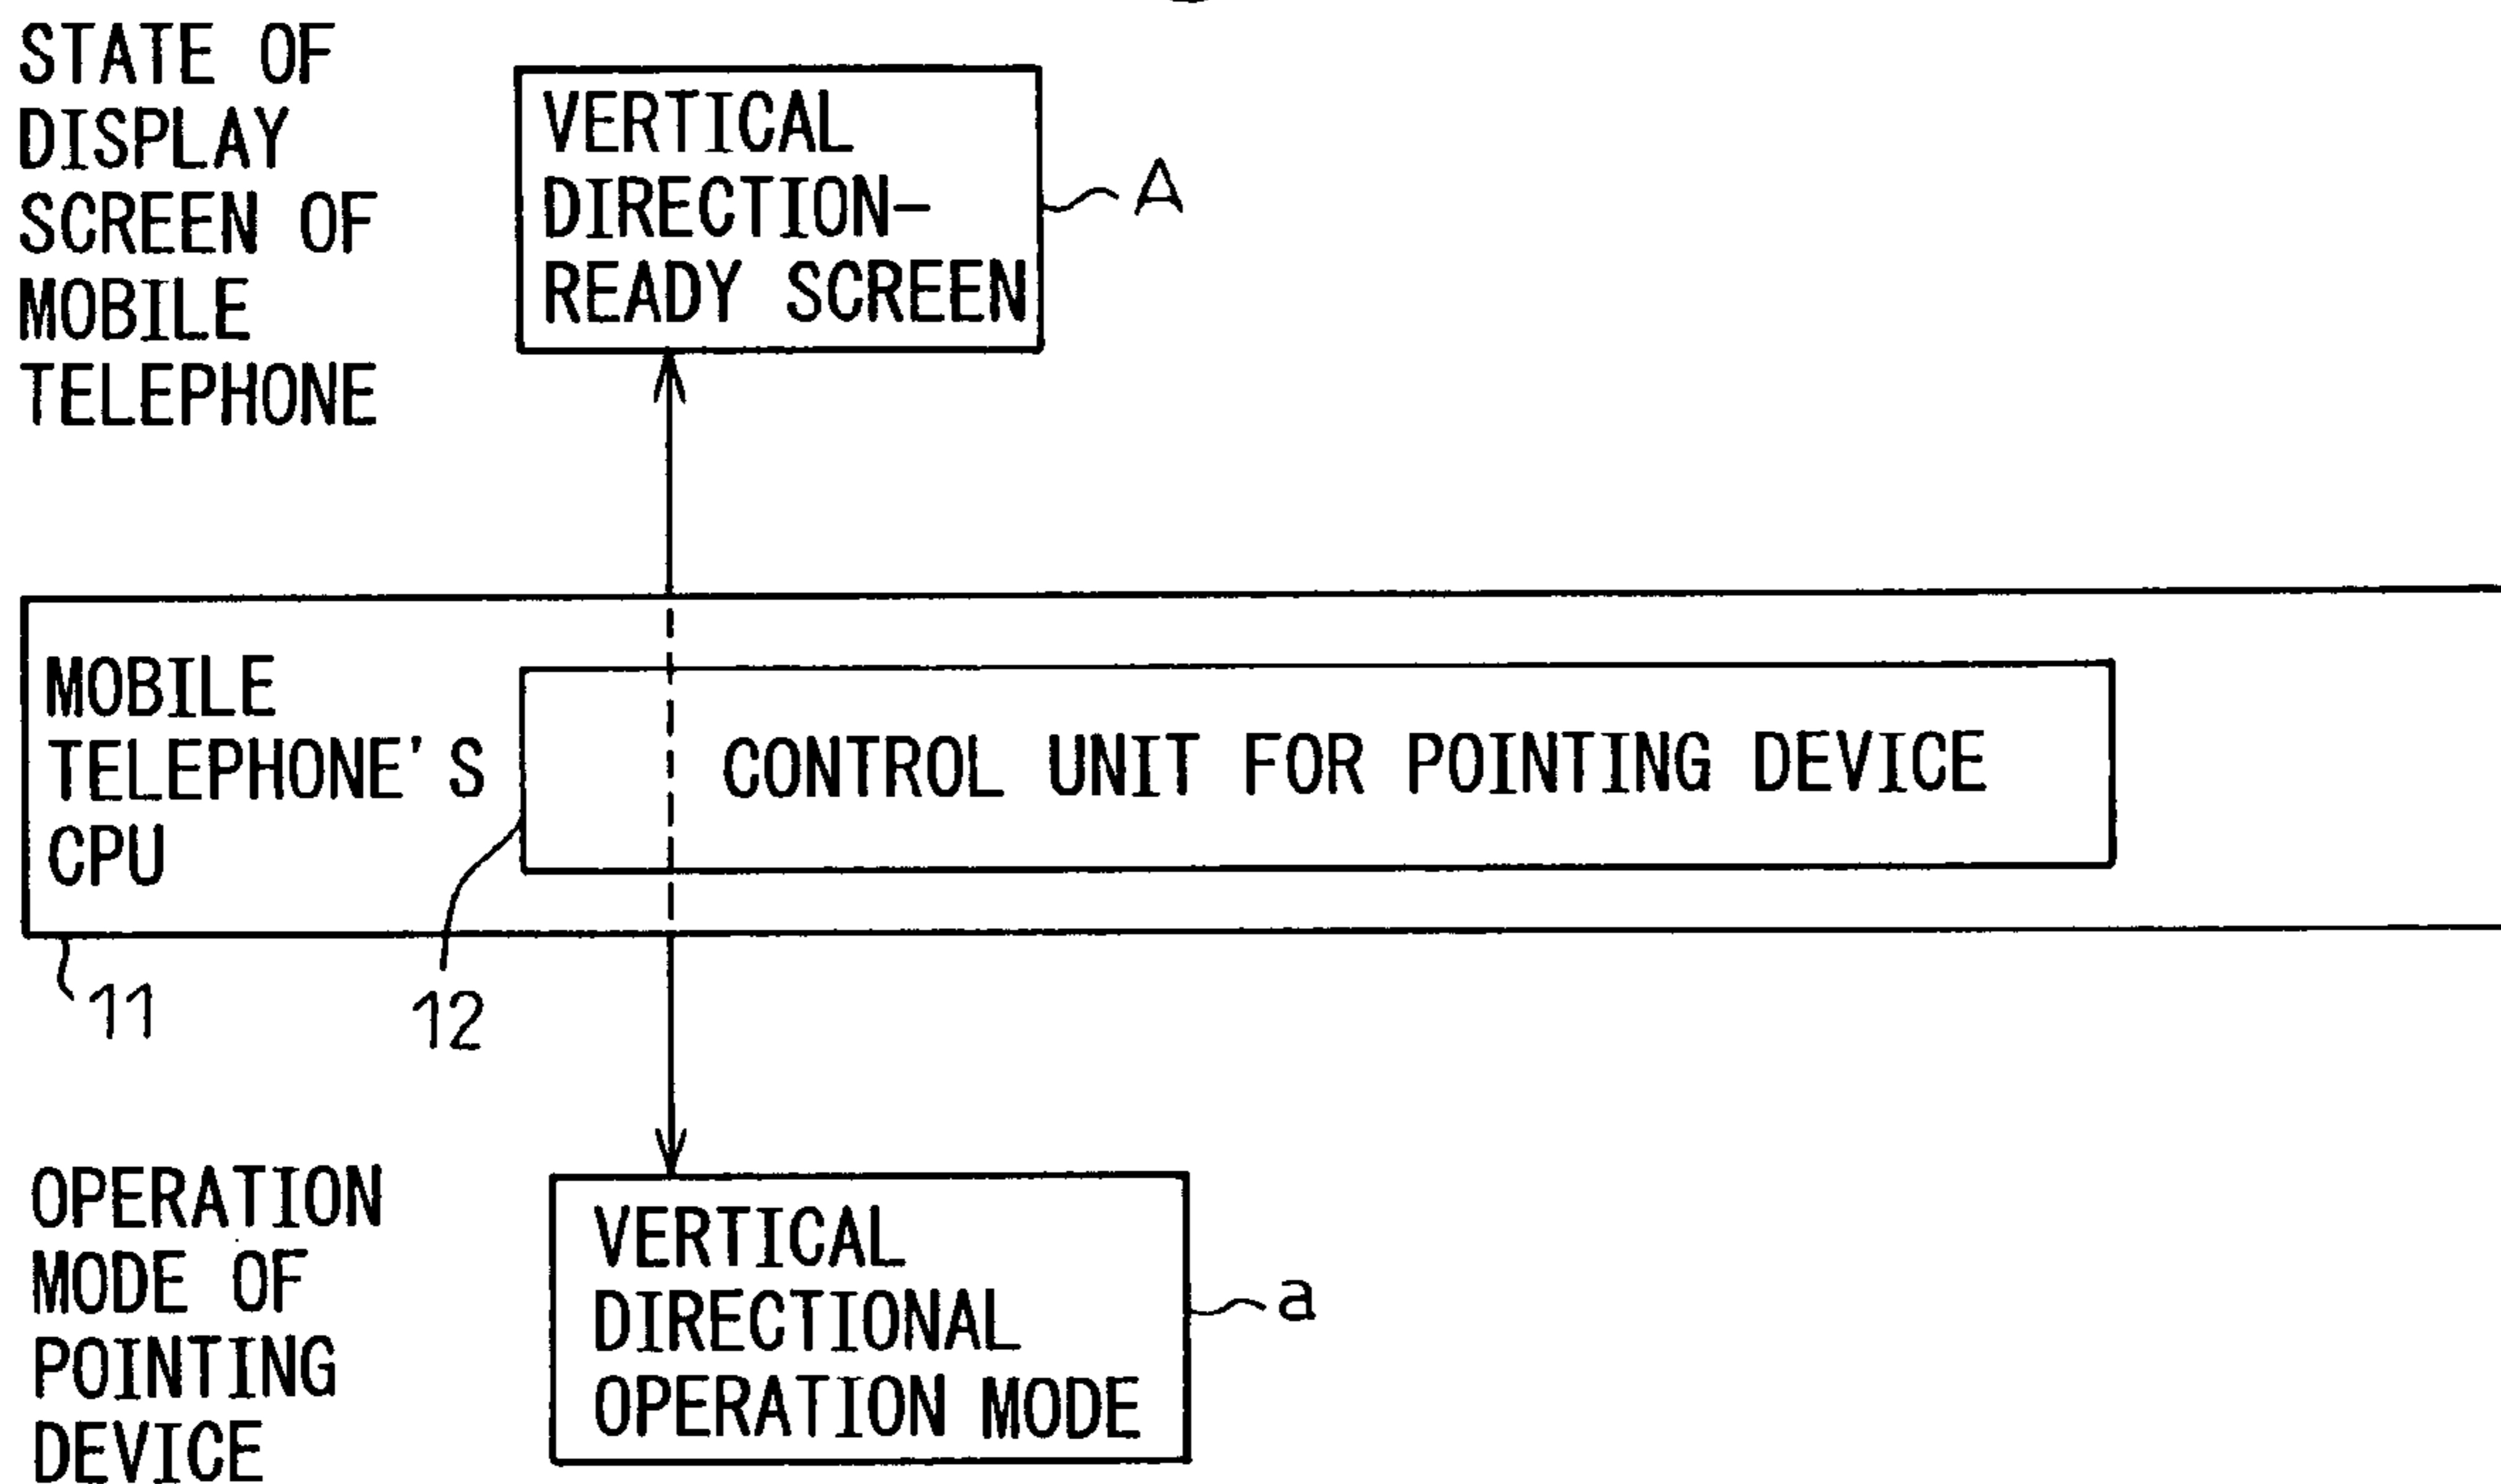 STATE OF
DISPLAY
SCREEN OF
MOBILE
TELEPHONE
VERTICAL
DIRECTION-
READY SCREEN
A
MOBILE
TELEPHONE'S
CPU
CONTROL UNIT FOR POINTING DEVICE
11
12
OPERATION
MODE OF
POINTING
DEVICE
VERTICAL
DIRECTIONAL
OPERATION MODE
a